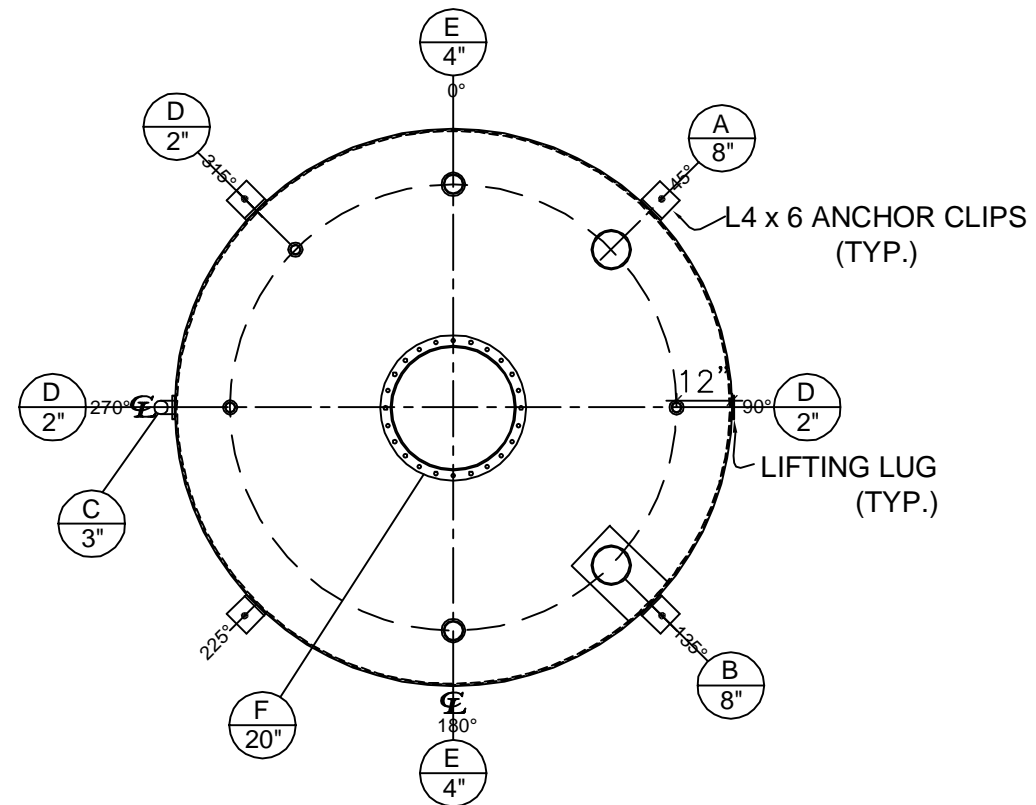 E
4"
0°
D
2"
315°
A
8"
45°
L4 x 6 ANCHOR CLIPS
(TYP.)
12”
D
2"
270°
℄
90°
D
2"
LIFTING LUG
(TYP.)
C
3"
225°
135°
B
8"
F
20"
℄
180°
E
4"